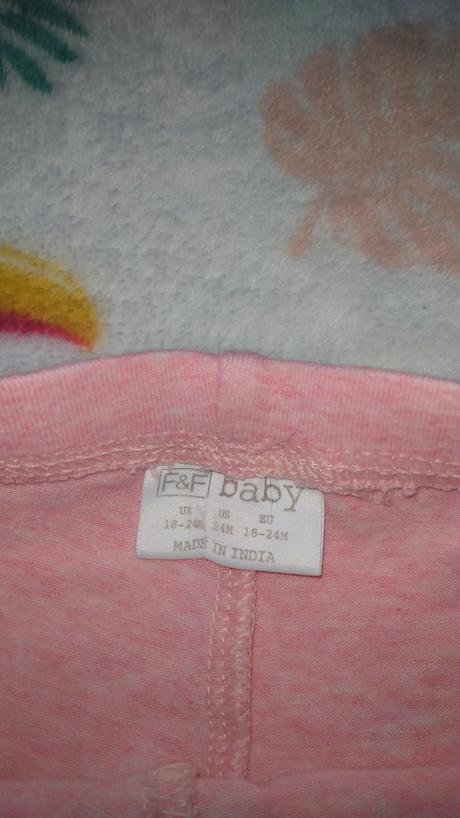 F&F baby
UK US EU
18-24M 24M 18-24M
MADE IN INDIA